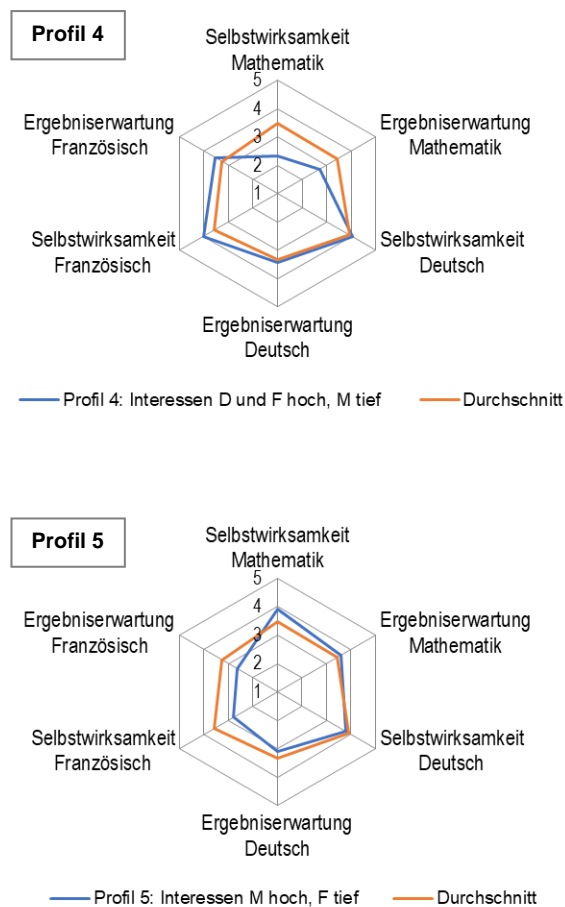 Profil 4
Selbstwirksamkeit
Mathematik
5
4
3
2
1
Ergebniserwartung
Französisch
Ergebniserwartung
Mathematik
Selbstwirksamkeit
Französisch
Selbstwirksamkeit
Deutsch
Ergebniserwartung
Deutsch
Profil 4: Interessen D und F hoch, M tief
Durchschnitt
Profil 5
Selbstwirksamkeit
Mathematik
5
4
3
2
1
Ergebniserwartung
Französisch
Ergebniserwartung
Mathematik
Selbstwirksamkeit
Französisch
Selbstwirksamkeit
Deutsch
Ergebniserwartung
Deutsch
Profil 5: Interessen M hoch, F tief
Durchschnitt